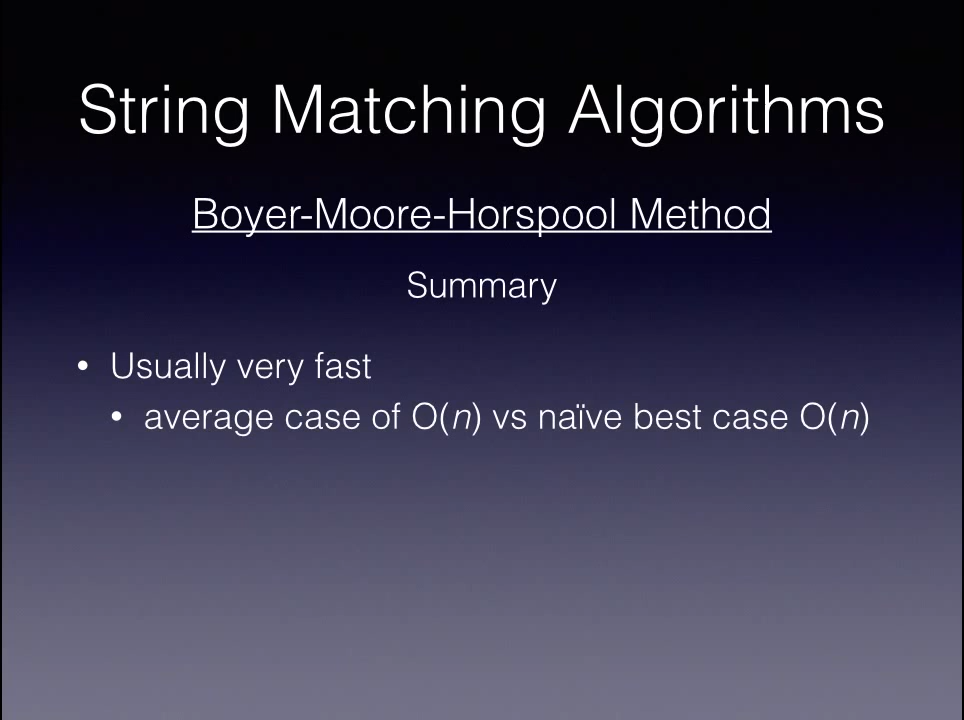 String Matching Algorithms
Boyer-Moore-Horspool Method
Summary
• Usually very fast
• average case of O(n) vs naïve best case O(n)